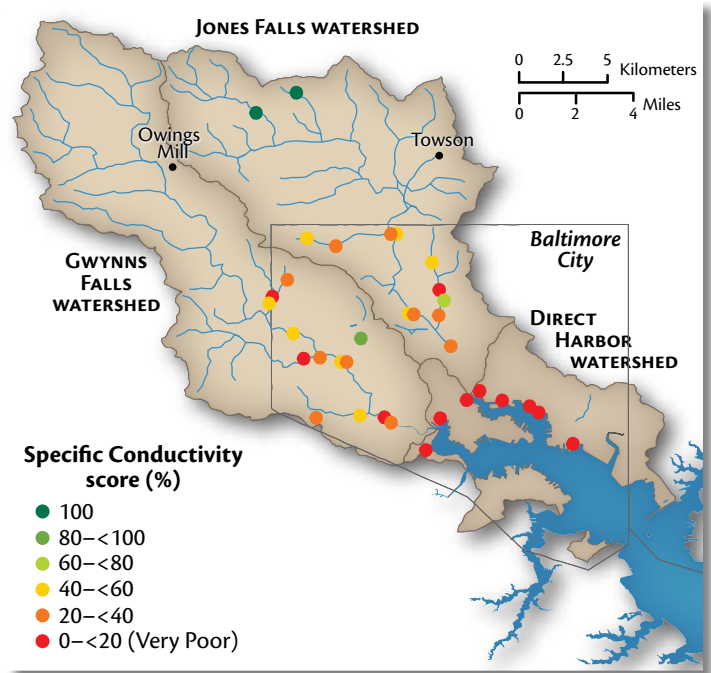 JONES FALLS WATERSHED
0 2.5 5 Kilometers
0 2 4 Miles
Owings
Mill
Towson
Baltimore
City
GWYNNS
FALLS
WATERSHED
DIRECT
HARBOR
WATERSHED
Specific Conductivity
score (%)
100
80–<100
60–<80
40–<60
20–<40
0–<20 (Very Poor)